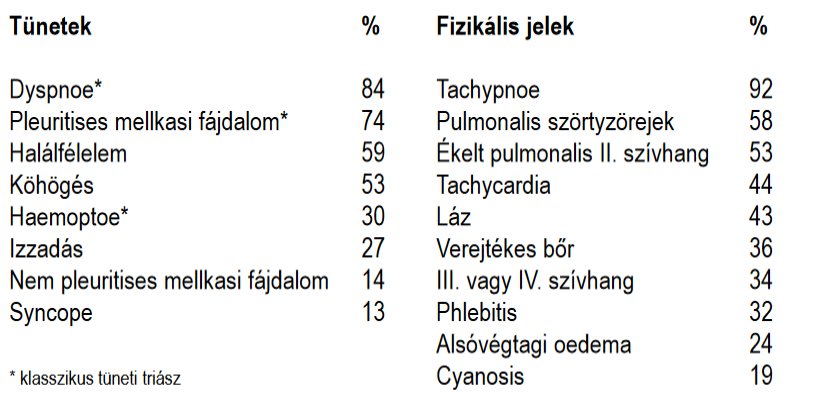 Tünetek % Fizikális jelek %
Dyspnoe* 84 Tachypnoe 92
Pleuritises mellkasi fájdalom* 74 Pulmonalis szörtyzörejek 58
Halálfélelem 59 Ékelt pulmonalis II. szívhang 53
Köhögés 53 Tachycardia 44
Haemoptoe* 30 Láz 43
Izzadás 27 Verejtékes bőr 36
Nem pleuritises mellkasi fájdalom 14 III. vagy IV. szívhang 34
Syncope 13 Phlebitis 32
Alsóvégtagi oedema 24
* klasszikus tüneti triász Cyanosis 19